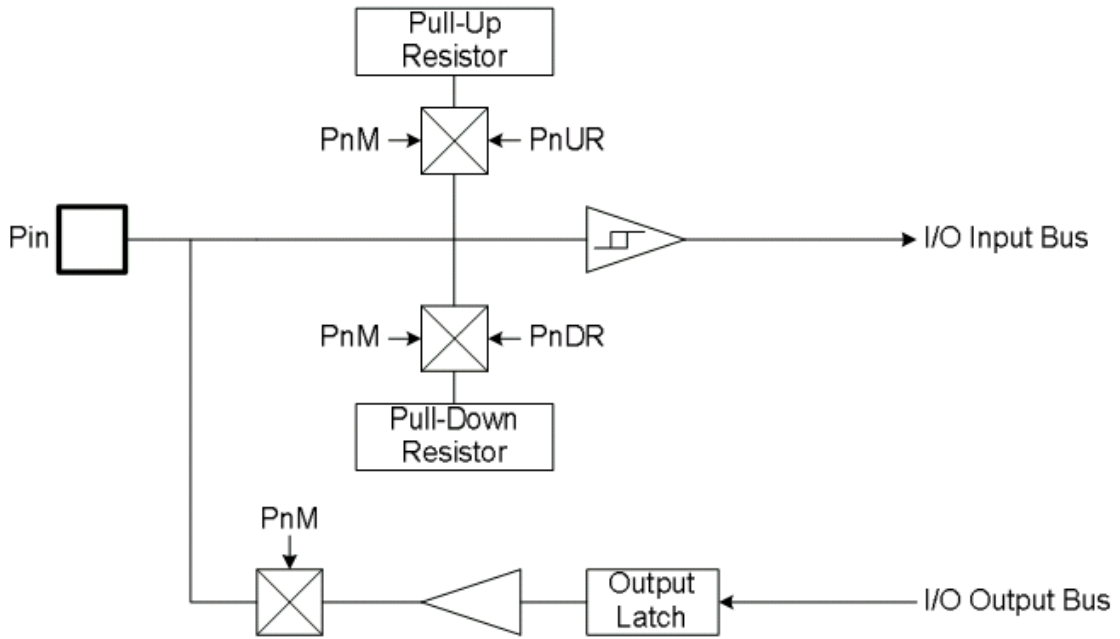 Pull-Up
Resistor
PnM
PnUR
Pin
I/O Input Bus
PnM
PnDR
Pull-Down
Resistor
PnM
Output
Latch
I/O Output Bus